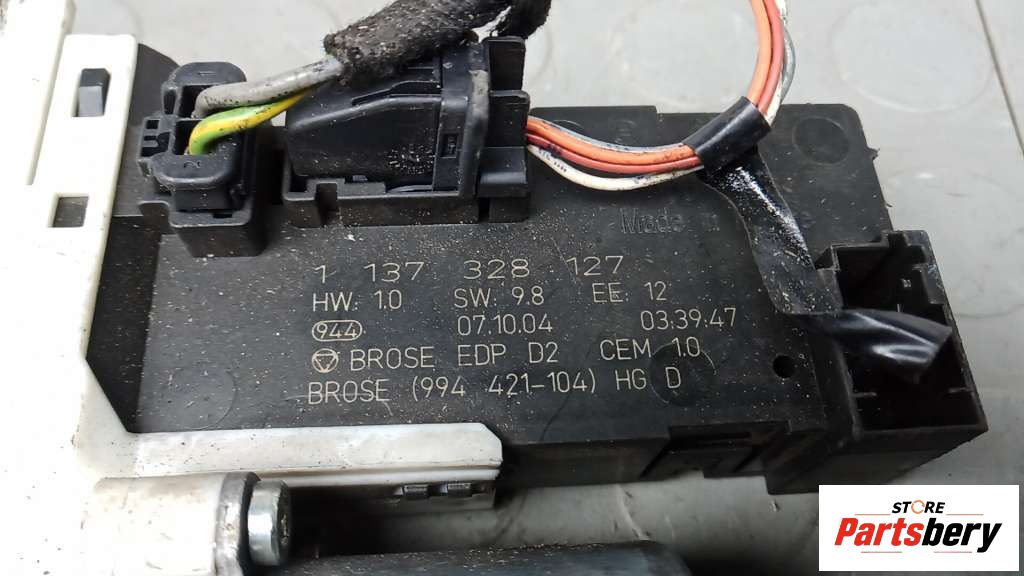 Made in
1 137 328 127
HW: 1.0 SW: 9.8 EE: 12
944 07.10.04 03:39:47
BROSE EDP D2 CEM 1.0
BROSE (994 421-104) HG D
STORE
Partsbery